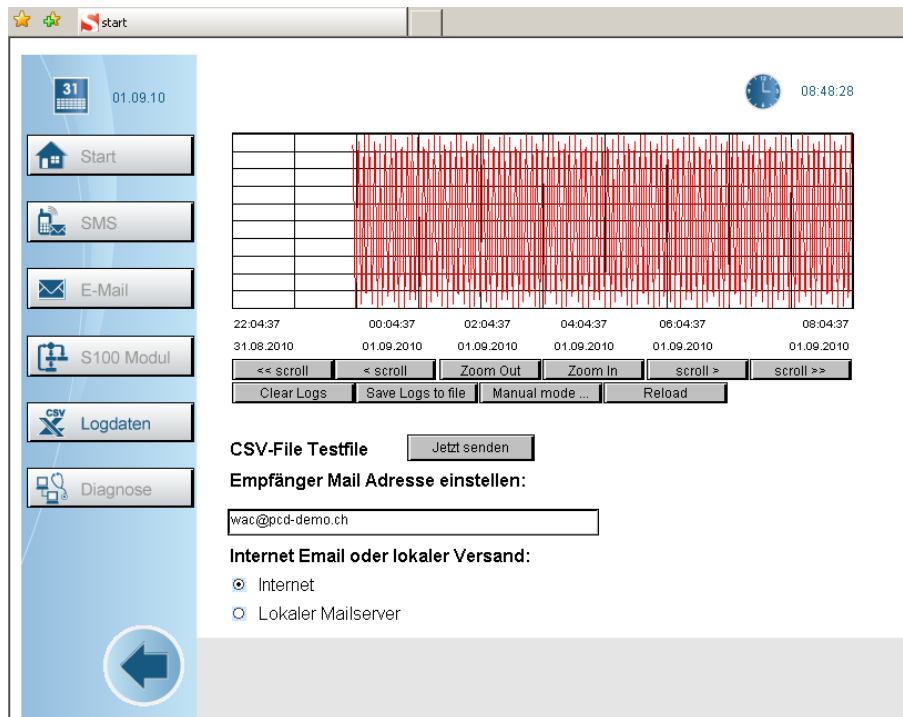 start
31
01.09.10
08:48:28
Start
SMS
E-Mail
S100 Modul
CSV
Logdaten
Diagnose
22:04:37 00:04:37 02:04:37 04:04:37 06:04:37 08:04:37
31.08.2010 01.09.2010 01.09.2010 01.09.2010 01.09.2010 01.09.2010
<< scroll < scroll Zoom Out Zoom In scroll > scroll >>
Clear Logs Save Logs to file Manual mode ... Reload
CSV-File Testfile Jetzt senden
Empfänger Mail Adresse einstellen:
wac@pcd-demo.ch
Internet Email oder lokaler Versand:
Internet
Lokaler Mailserver